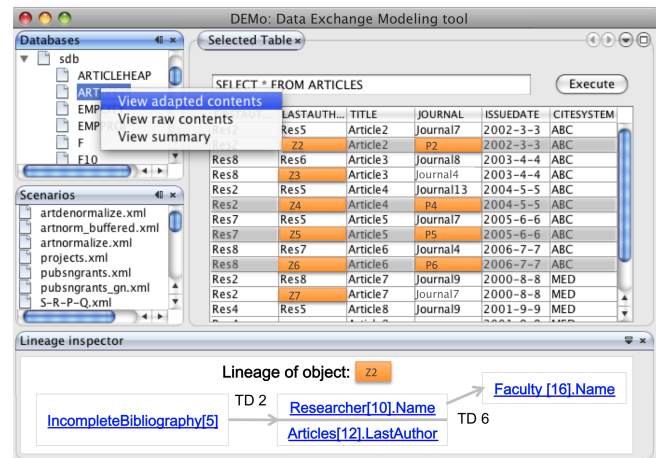 DEMo: Data Exchange Modeling tool
Databases
sdb
ARTICLEHEAP
ART
EMP
EMP
F
F10
View adapted contents
View raw contents
View summary
Scenarios
artdenormalize.xml
artnorm_buffered.xml
artnormalize.xml
projects.xml
pubsngrants.xml
pubsngrants_gn.xml
S-R-P-Q.xml
Selected Table
SELECT * FROM ARTICLES
Execute
LASTAUTH... TITLE JOURNAL ISSUEDATE CITESYSTEM
Res2 Res5 Article2 Journal7 2002-3-3 ABC
Res2 Z2 Article2 P2 2002-3-3 ABC
Res8 Res6 Article3 Journal8 2003-4-4 ABC
Res8 Z3 Article3 Journal4 2003-4-4 ABC
Res2 Res5 Article4 Journal13 2004-5-5 ABC
Res2 Z4 Article4 P4 2004-5-5 ABC
Res7 Res5 Article5 Journal7 2005-6-6 ABC
Res7 Z5 Article5 P5 2005-6-6 ABC
Res8 Res7 Article6 Journal4 2006-7-7 ABC
Res8 Z6 Article6 P6 2006-7-7 ABC
Res2 Res8 Article7 Journal9 2000-8-8 MED
Res2 Z7 Article7 Journal7 2000-8-8 MED
Res4 Res5 Article8 Journal9 2001-9-9 MED
Lineage inspector
Lineage of object: Z2
IncompleteBibliography[5]
TD 2
Researcher[10].Name
Articles[12].LastAuthor
TD 6
Faculty [16].Name